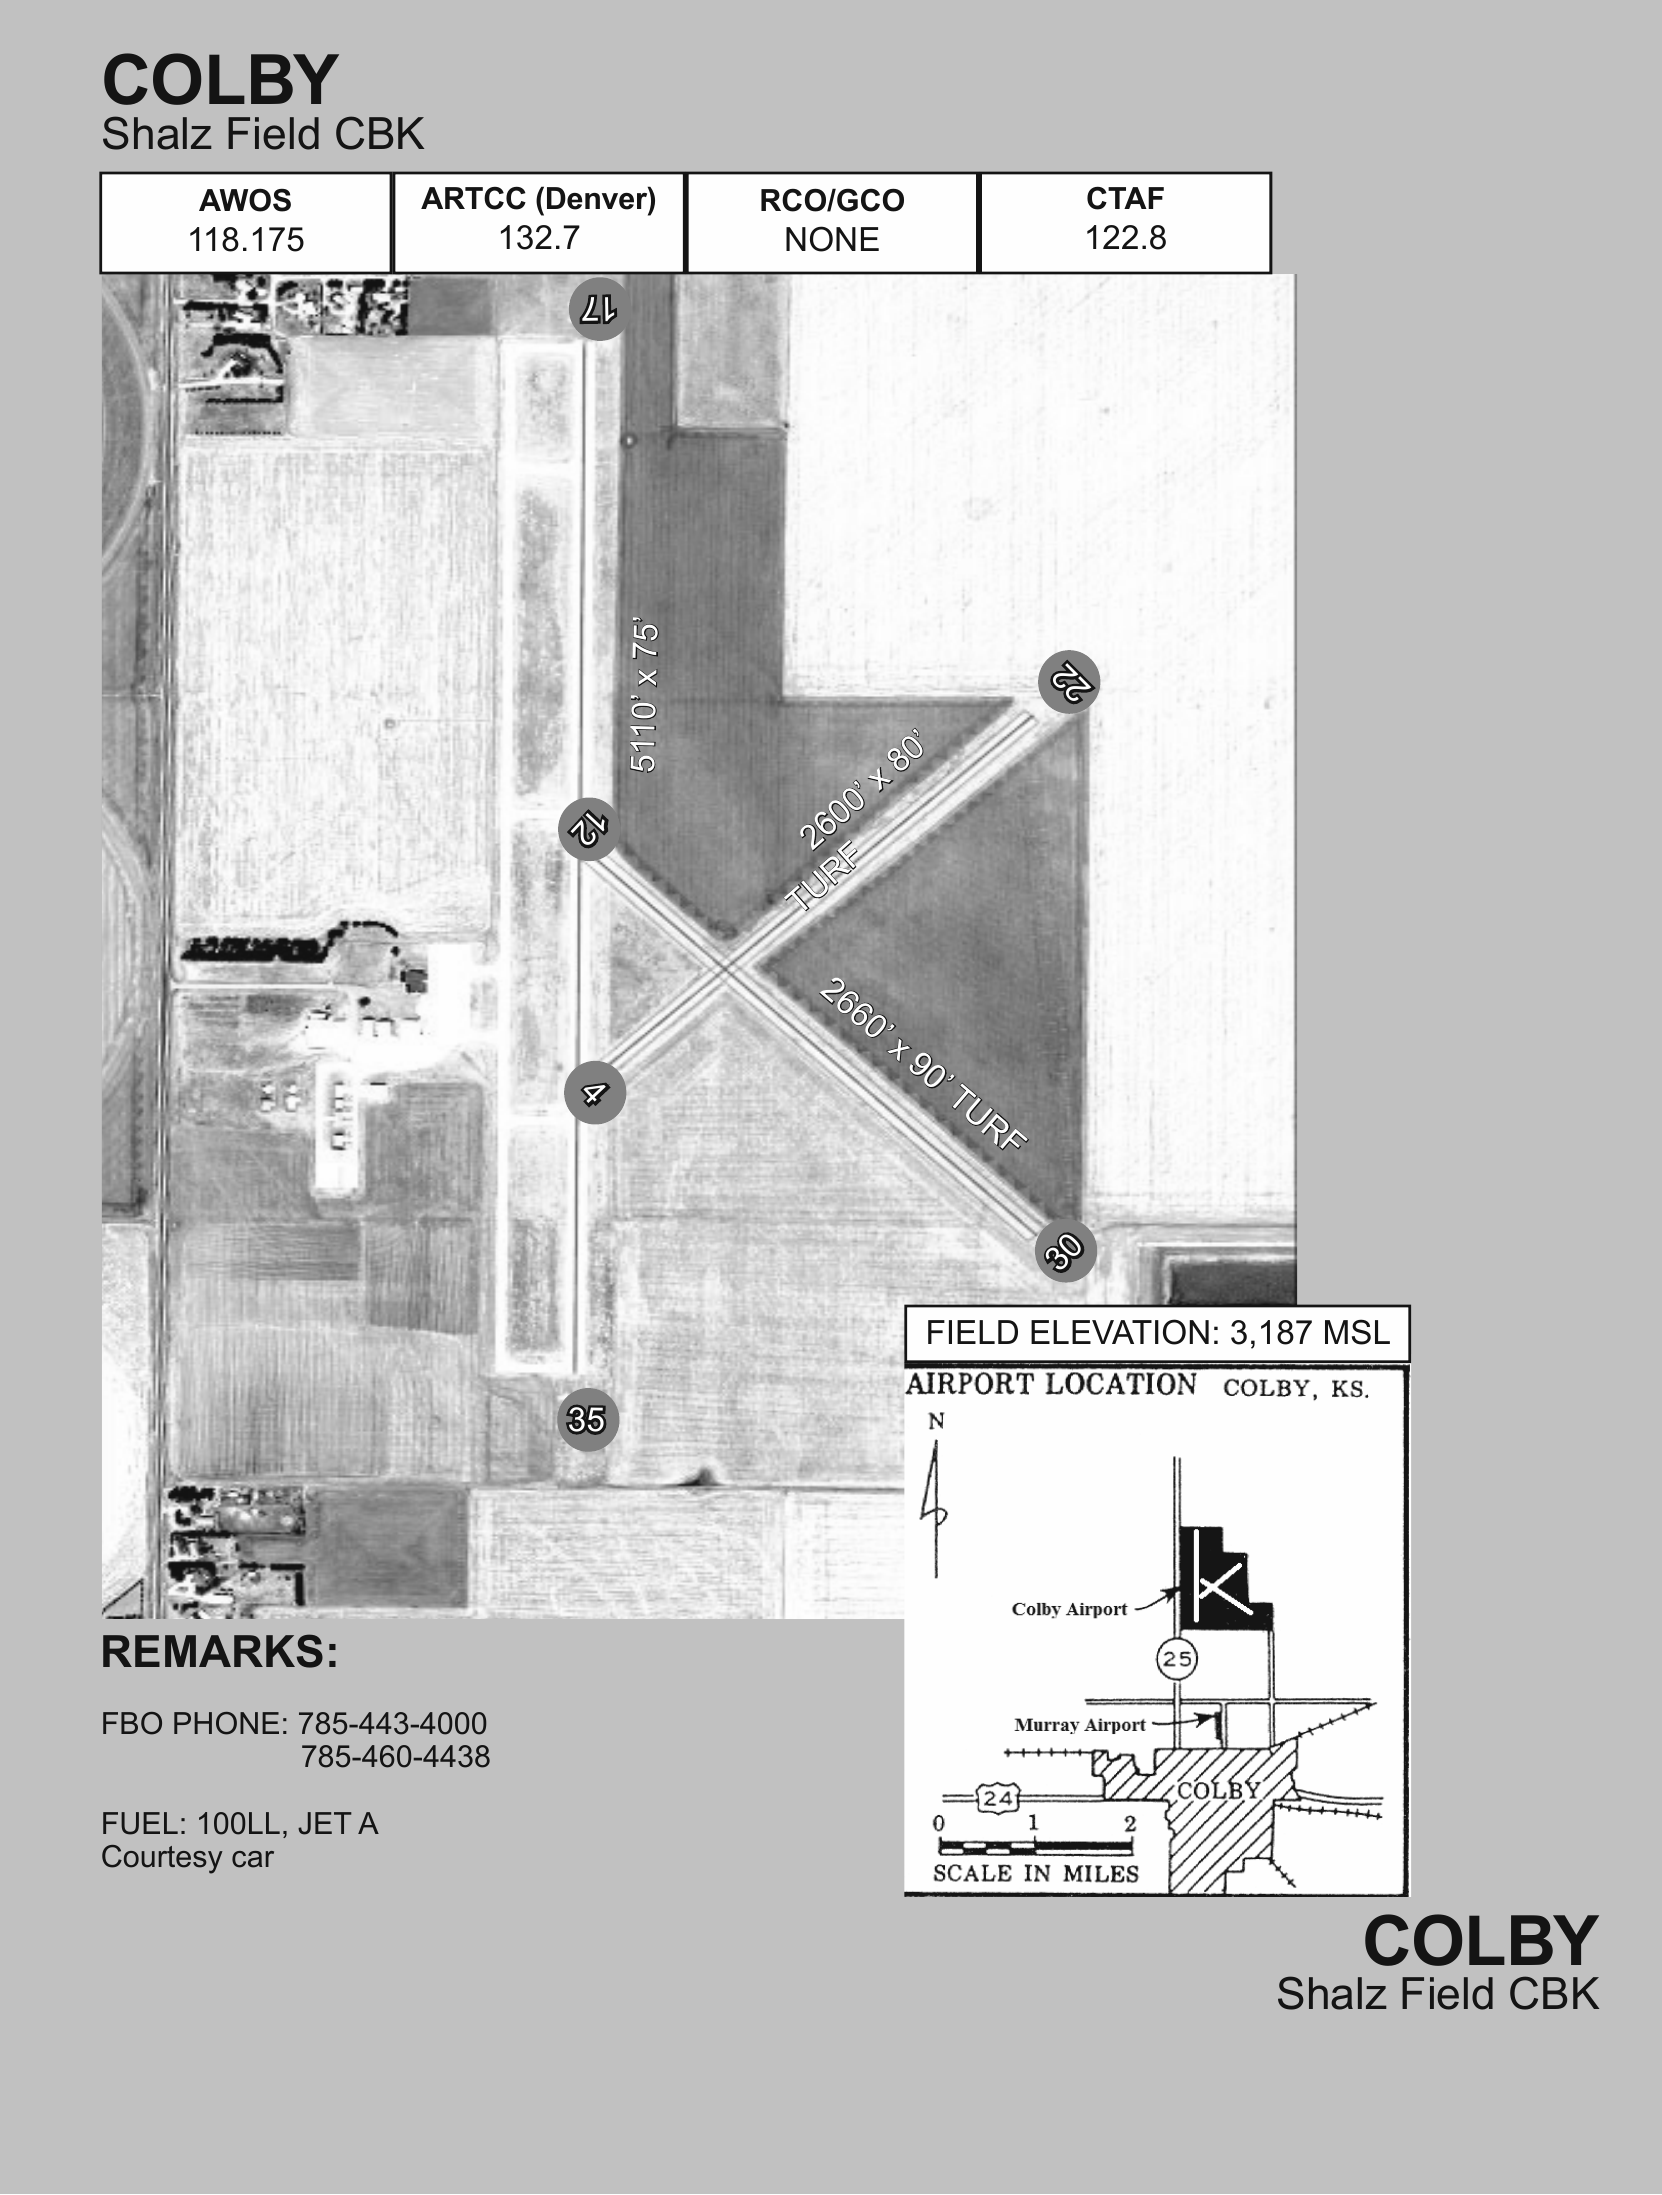 COLBY
Shalz Field CBK
AWOS
118.175
ARTCC (Denver)
132.7
RCO/GCO
NONE
CTAF
122.8
17
5110’ x 75’
22
2600’ x 80’
TURF
12
2660’ x 90’ TURF
4
30
35
FIELD ELEVATION: 3,187 MSL
AIRPORT LOCATION COLBY, KS.
N
Colby Airport
25
Murray Airport
COLBY
24
0 1 2
SCALE IN MILES
REMARKS:
FBO PHONE: 785-443-4000
785-460-4438
FUEL: 100LL, JET A
Courtesy car
COLBY
Shalz Field CBK